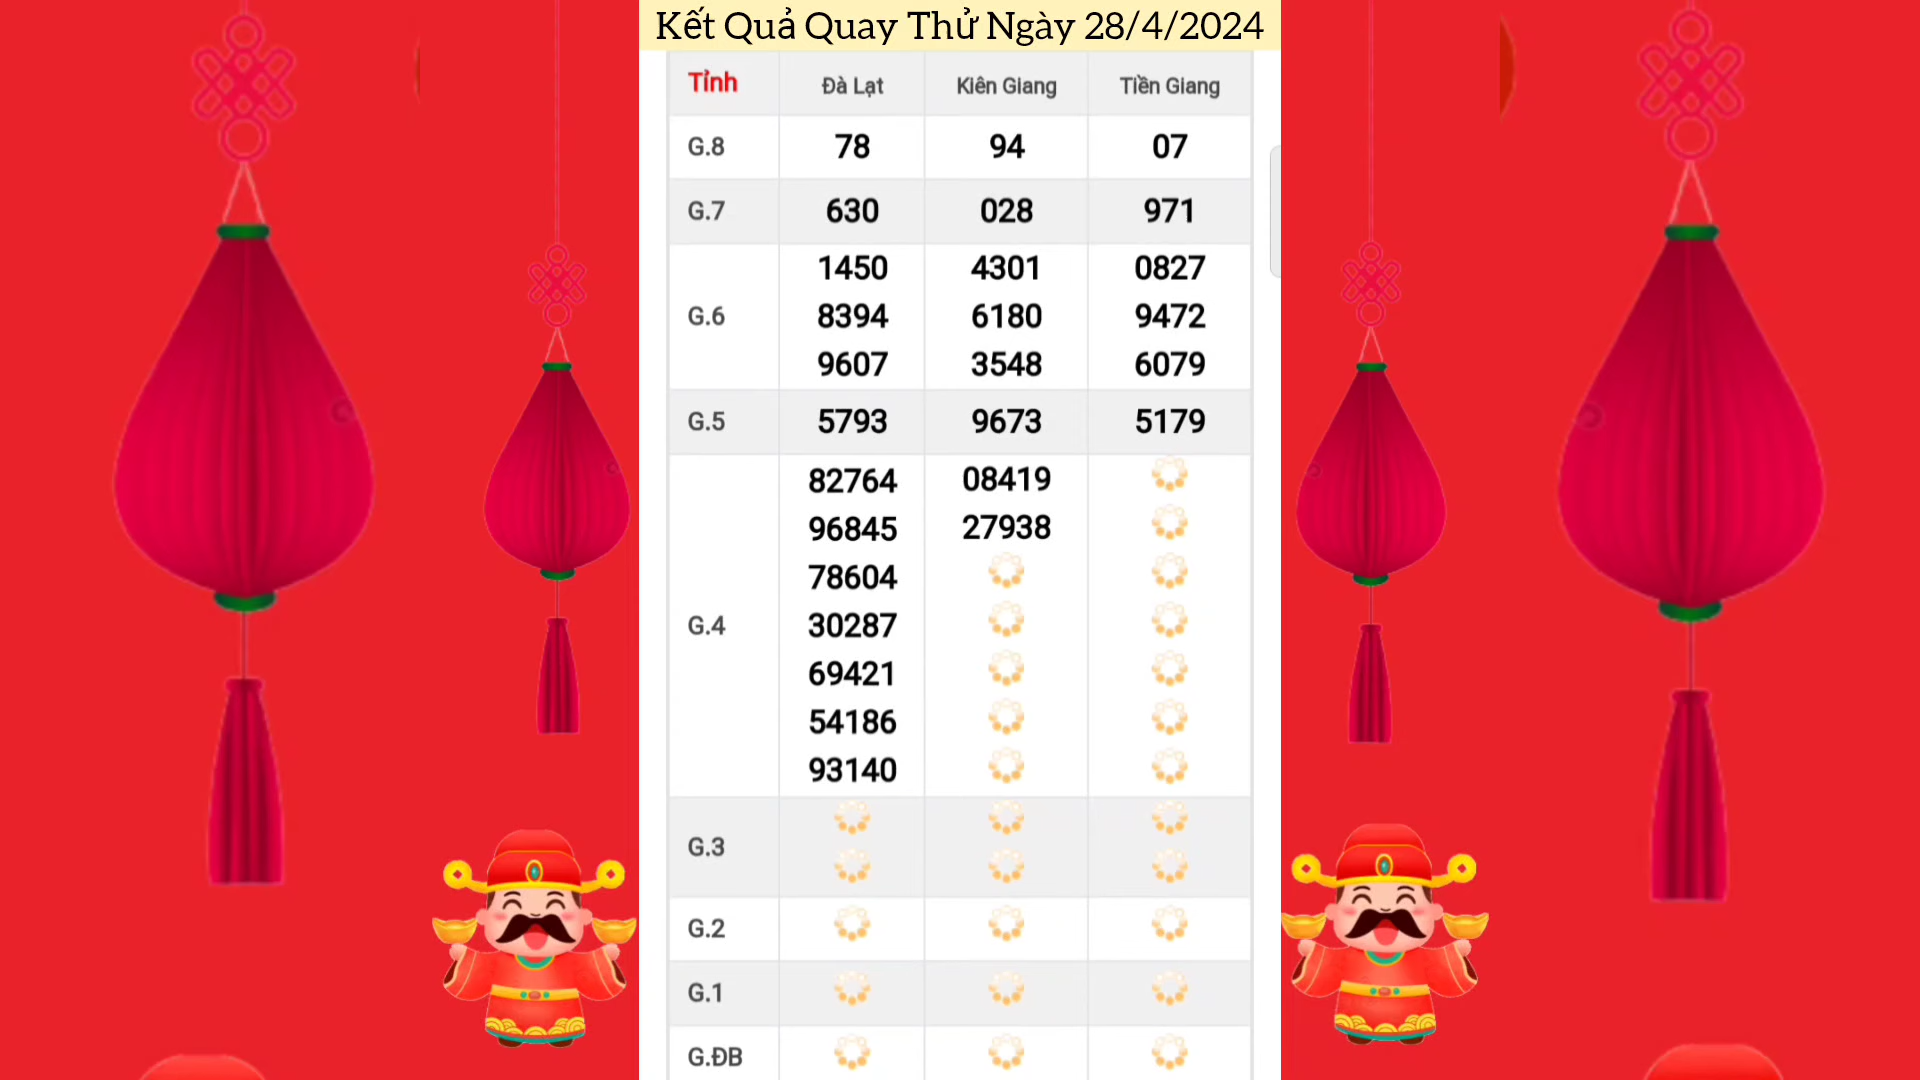 Kết Quả Quay Thử Ngày 28/4/2024
Tỉnh Đà Lạt Kiên Giang Tiền Giang
G.8 78 94 07
G.7 630 028 971
1450 4301 0827
G.6 8394 6180 9472
9607 3548 6079
G.5 5793 9673 5179
82764 08419
96845 27938
78604
G.4 30287
69421
54186
93140
G.3
G.2
G.1
G.ĐB